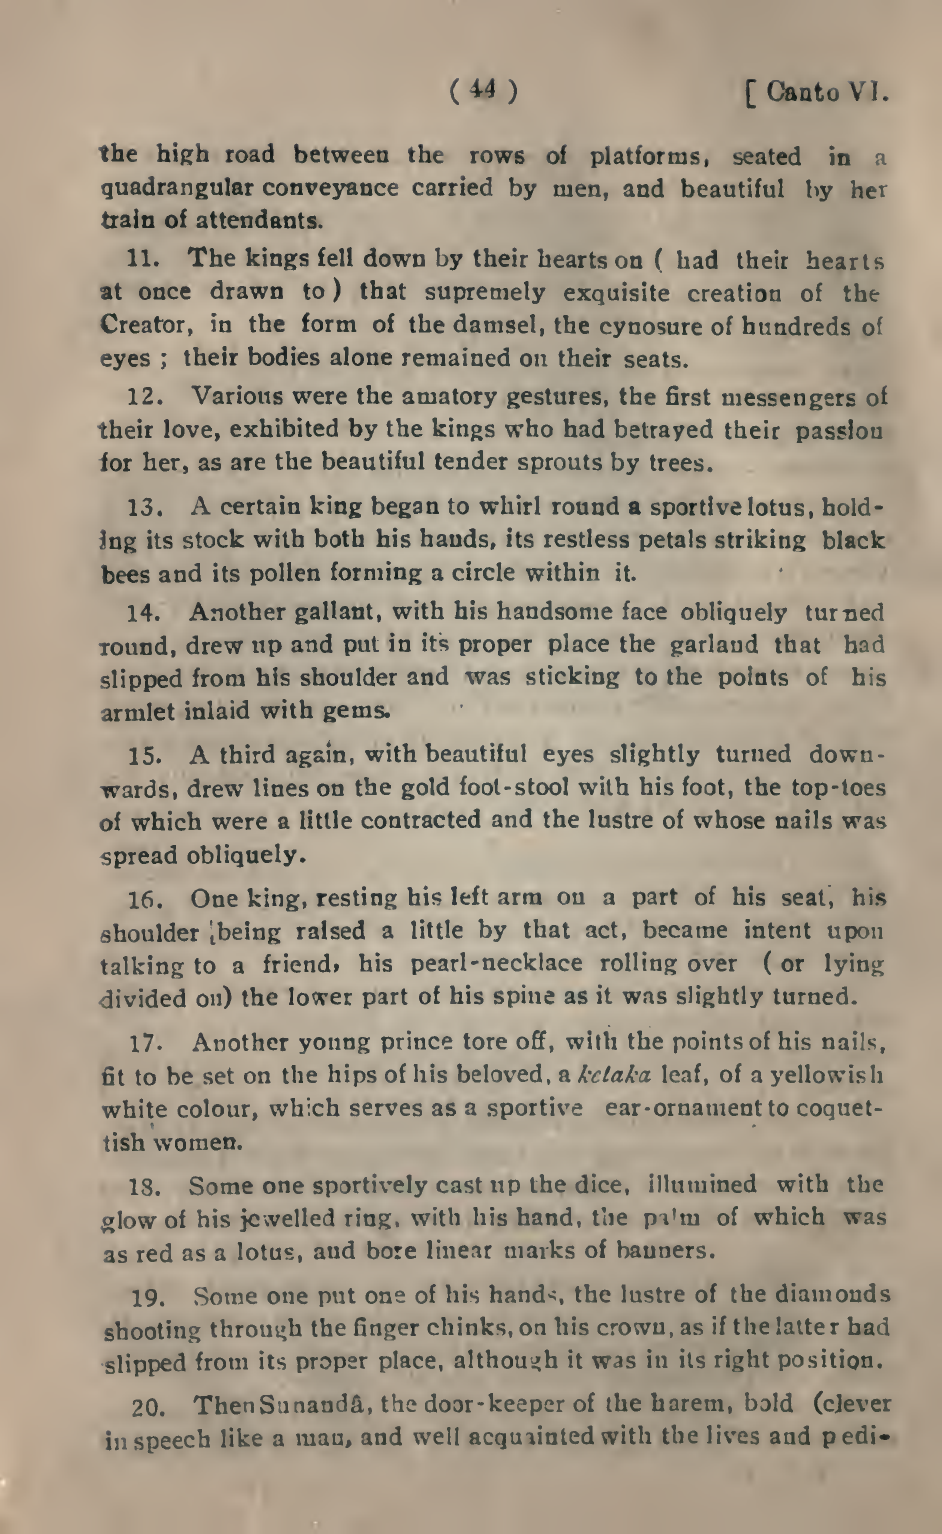 ( 44 ) [ Canto VI.
the high road between the rows of platforms, seated in a
quadrangular conveyance carried by men, and beautiful by her
train of attendants.
11. The kings fell down by their hearts on ( had their hearts
at once drawn to ) that supremely exquisite creation of the
Creator, in the form of the damsel, the cynosure of hundreds of
eyes ; their bodies alone remained on their seats.
12. Various were the amatory gestures, the first messengers of
their love, exhibited by the kings who had betrayed their passion
for her, as are the beautiful tender sprouts by trees.
13. A certain king began to whirl round a sportive lotus, hold-
ing its stock with both his hands, its restless petals striking black
bees and its pollen forming a circle within it.
14. Another gallant, with his handsome face obliquely turned
round, drew up and put in its proper place the garland that had
slipped from his shoulder and was sticking to the points of his
armlet inlaid with gems.
15. A third again, with beautiful eyes slightly turned down-
wards, drew lines on the gold foot-stool with his foot, the top-toes
of which were a little contracted and the lustre of whose nails was
spread obliquely.
16. One king, resting his left arm on a part of his seat, his
shoulder being raised a little by that act, became intent upon
talking to a friend, his pearl-necklace rolling over ( or lying
divided on) the lower part of his spine as it was slightly turned.
17. Another young prince tore off, with the points of his nails,
fit to be set on the hips of his beloved, a ketaka leaf, of a yellowish
white colour, which serves as a sportive ear-ornament to coquet-
tish women.
18. Some one sportively cast up the dice, illumined with the
glow of his jewelled ring, with his hand, the palm of which was
as red as a lotus, and bore linear marks of banners.
19. Some one put one of his hands, the lustre of the diamonds
shooting through the finger chinks, on his crown, as if the latter had
slipped from its proper place, although it was in its right position.
20. Then Sunandâ, the door-keeper of the harem, bold (clever
in speech like a man, and well acquainted with the lives and pedi-